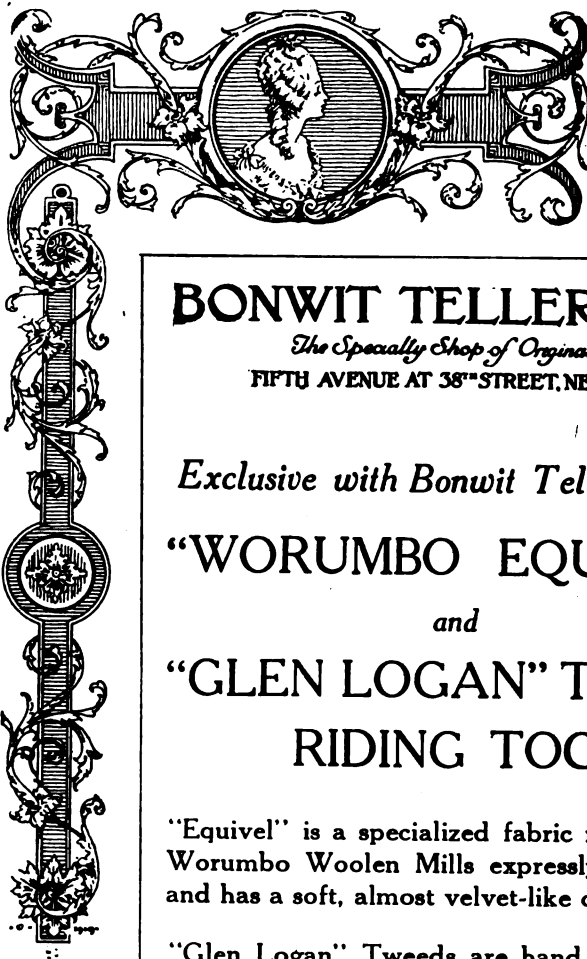 BONWIT TELLER
The Specialty Shop of Origina
FIFTH AVENUE AT 38TH STREET, NE
Exclusive with Bonwit Tel
“WORUMBO EQU
and
“GLEN LOGAN” T
RIDING TOG
“Equivel” is a specialized fabric
Worumbo Woolen Mills expressl
and has a soft, almost velvet-like
“Glen Logan” Tweeds are hand